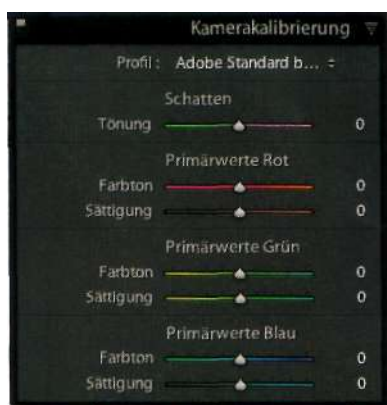 Kamerakalibrierung
Profil : Adobe Standard b...
Schatten
Tönung 0
Primärwerte Rot
Farbton 0
Sättigung 0
Primärwerte Grün
Farbton 0
Sättigung 0
Primärwerte Blau
Farbton 0
Sättigung 0